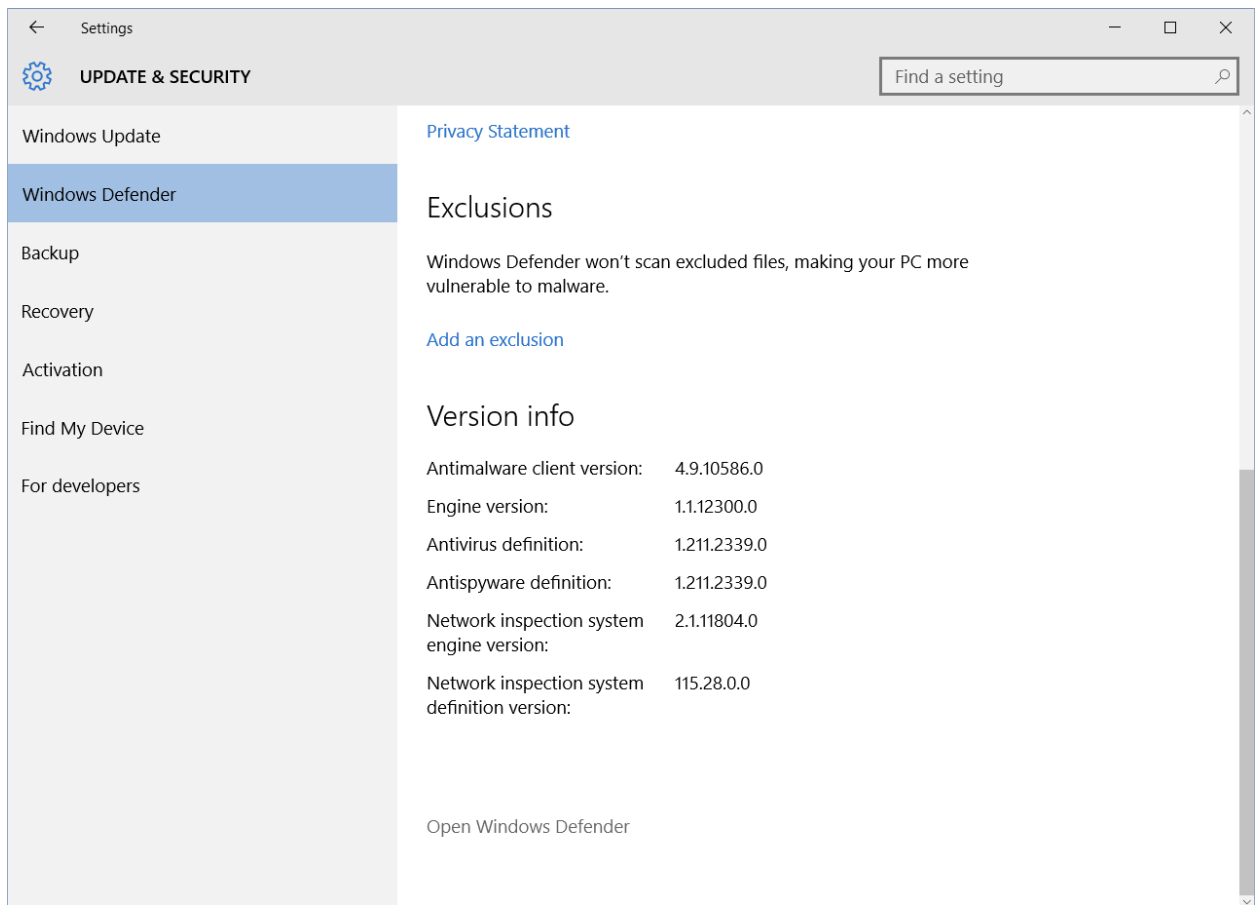 Settings
UPDATE & SECURITY
Find a setting
Windows Update
Windows Defender
Backup
Recovery
Activation
Find My Device
For developers
Privacy Statement
Exclusions
Windows Defender won't scan excluded files, making your PC more
vulnerable to malware.
Add an exclusion
Version info
Antimalware client version: 4.9.10586.0
Engine version: 1.1.12300.0
Antivirus definition: 1.211.2339.0
Antispyware definition: 1.211.2339.0
Network inspection system 2.1.11804.0
engine version:
Network inspection system 115.28.0.0
definition version:
Open Windows Defender